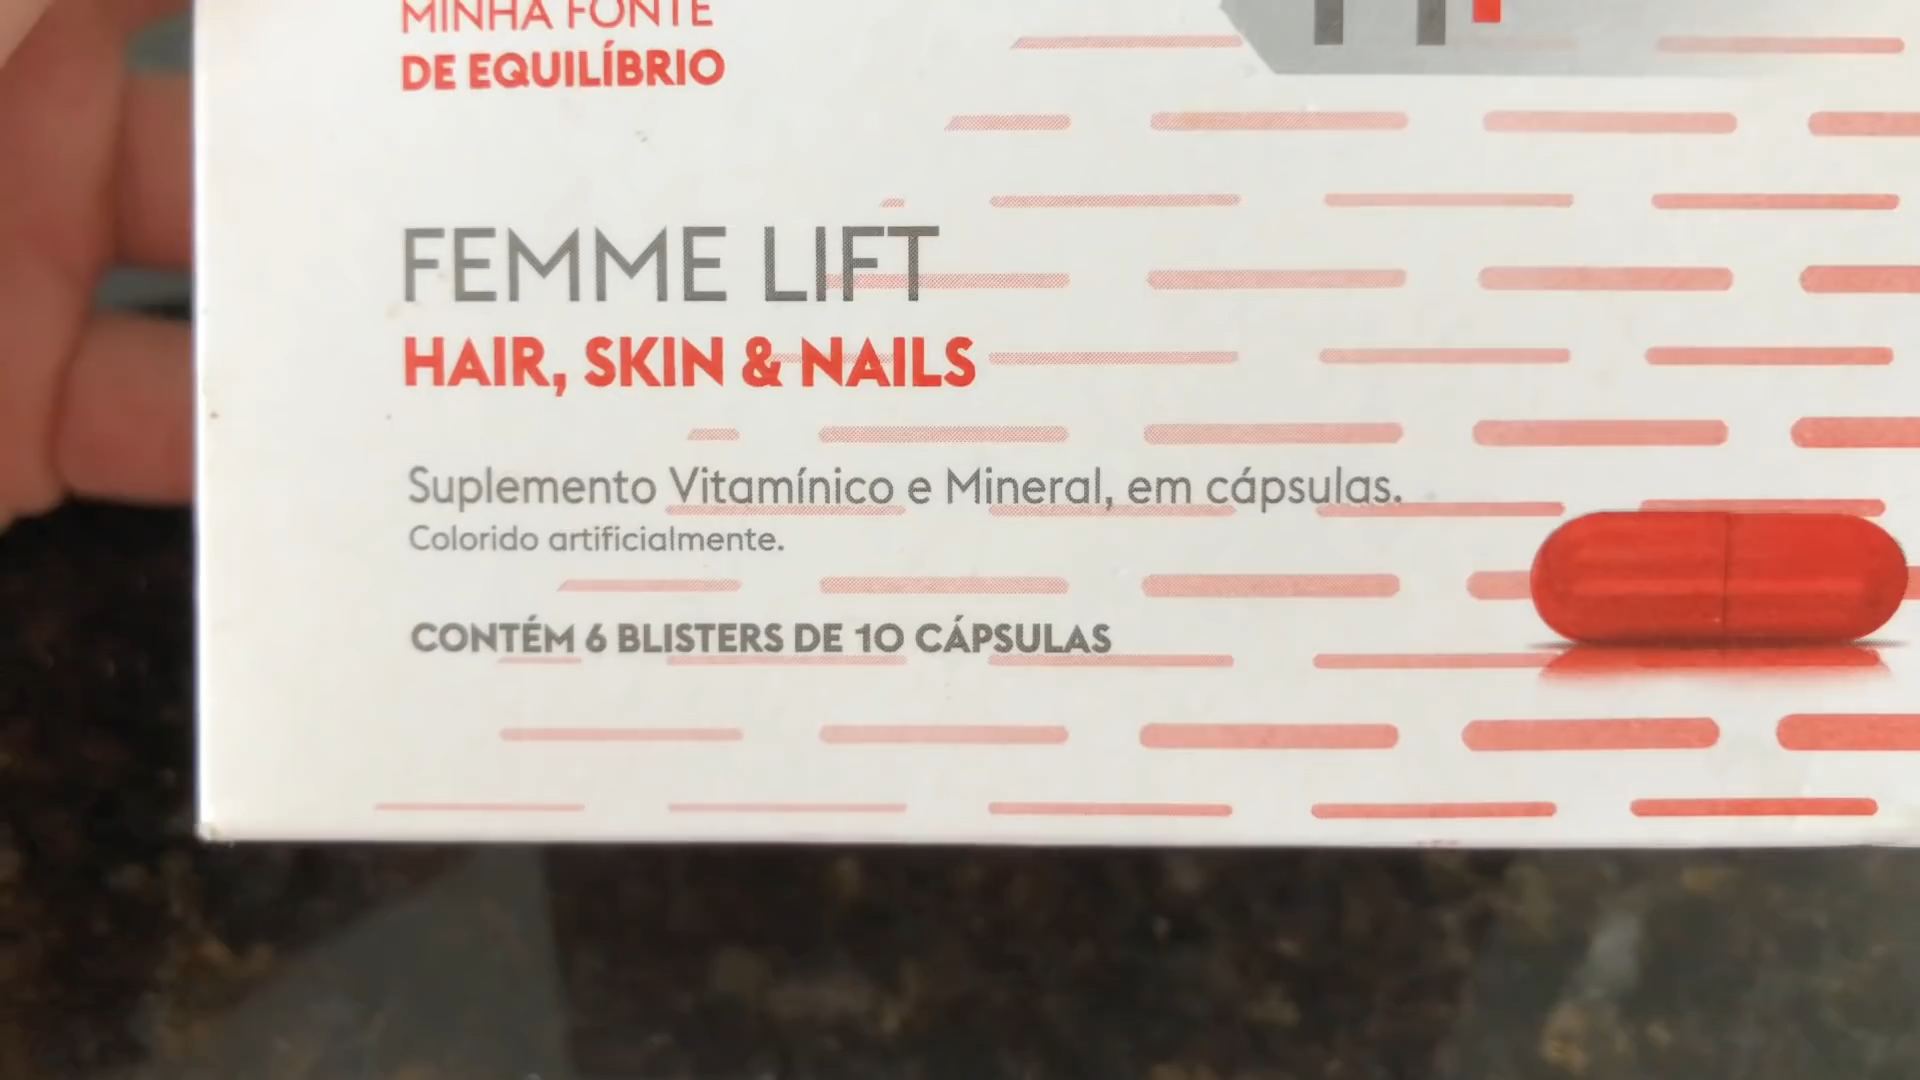 MINHA FONTE
DE EQUILÍBRIO
FEMME LIFT
HAIR, SKIN & NAILS
Suplemento Vitamínico e Mineral, em cápsulas.
Colorido artificialmente.
CONTÉM 6 BLISTERS DE 10 CÁPSULAS